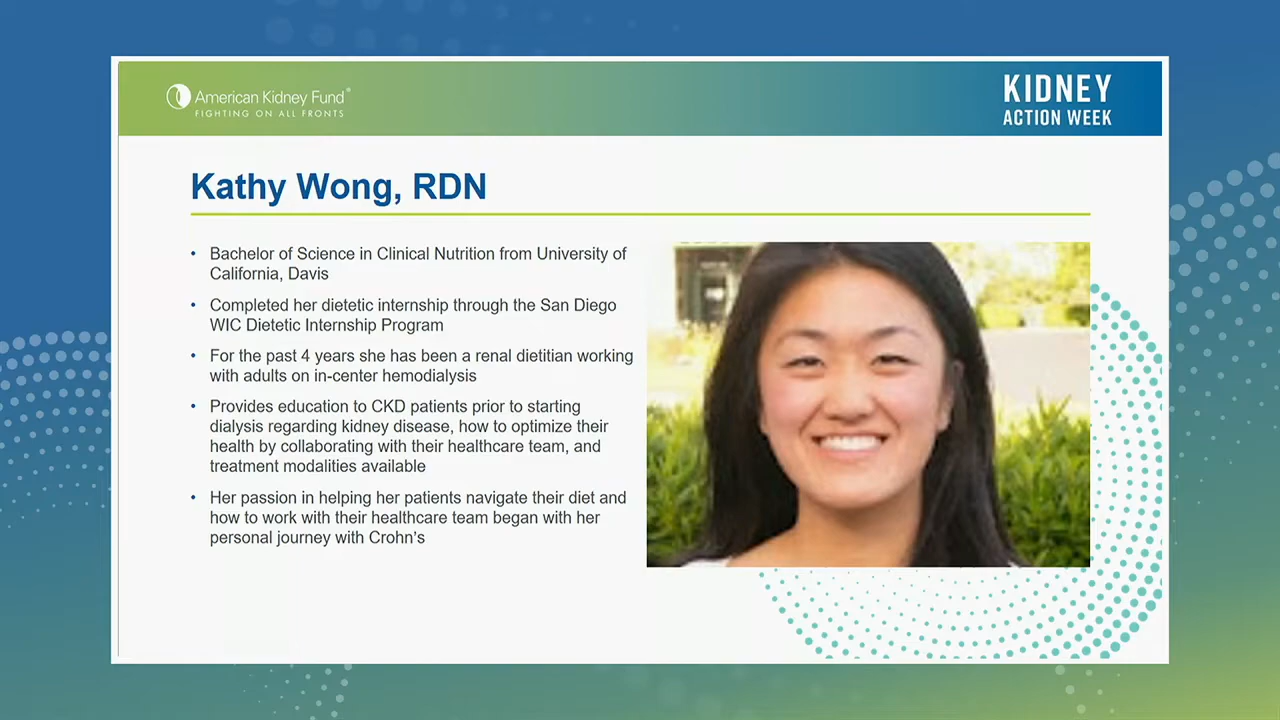 American Kidney Fund®
FIGHTING ON ALL FRONTS
KIDNEY
ACTION WEEK
Kathy Wong, RDN
• Bachelor of Science in Clinical Nutrition from University of
California, Davis
• Completed her dietetic internship through the San Diego
WIC Dietetic Internship Program
• For the past 4 years she has been a renal dietitian working
with adults on in-center hemodialysis
• Provides education to CKD patients prior to starting
dialysis regarding kidney disease, how to optimize their
health by collaborating with their healthcare team, and
treatment modalities available
• Her passion in helping her patients navigate their diet and
how to work with their healthcare team began with her
personal journey with Crohn's